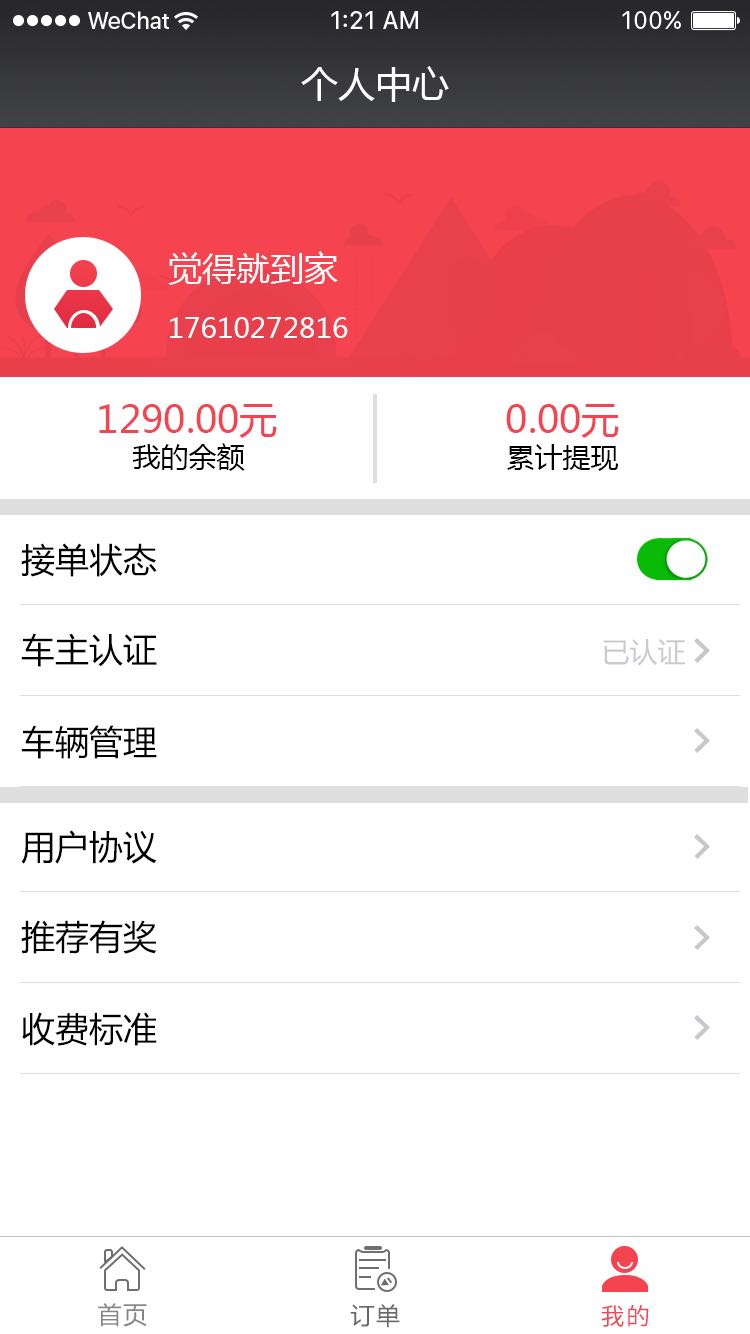 WeChat 1:21 AM 100%
个人中心
觉得就到家
17610272816
1290.00元 0.00元
我的余额 累计提现
接单状态
车主认证 已认证
车辆管理
用户协议
推荐有奖
收费标准
首页 订单 我的